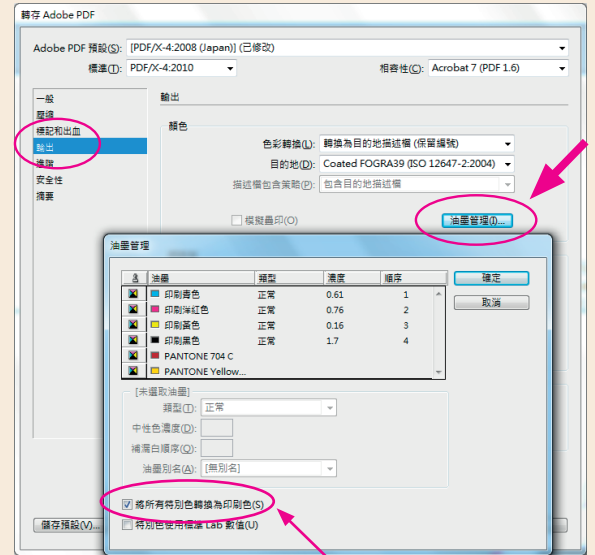 轉存 Adobe PDF
Adobe PDF 預設(S): [PDF/X-4:2008 (Japan)] (已修改)
標準(T): PDF/X-4:2010 相容性(C): Acrobat 7 (PDF 1.6)
一般
壓縮
標記和出血
輸出
進階
安全性
摘要
輸出
顏色
色彩轉換(L): 轉換為目的地描述檔 (保留編號)
目的地(D): Coated FOGRA39 (ISO 12647-2:2004)
描述檔包含策略(P): 包含目的地描述檔
模擬疊印(O)
油墨管理(I)...
油墨管理
油墨 類型 濃度 順序
印刷青色 正常 0.61 1
印刷洋紅色 正常 0.76 2
印刷黃色 正常 0.16 3
印刷黑色 正常 1.7 4
PANTONE 704 C
PANTONE Yellow...
確定
取消
[未選取油墨]
類型(T): 正常
中性色濃度(D):
補漏白順序(Q):
油墨別名(A): [無別名]
將所有特別色轉換為印刷色(S)
特別色使用標準 Lab 數值(U)
儲存預設(V)...